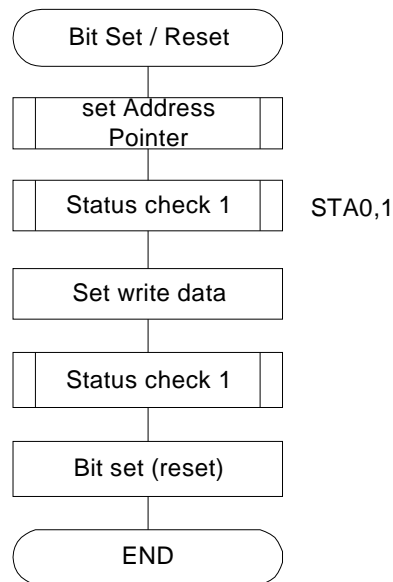 Bit Set / Reset
set Address
Pointer
Status check 1
STA0,1
Set write data
Status check 1
Bit set (reset)
END